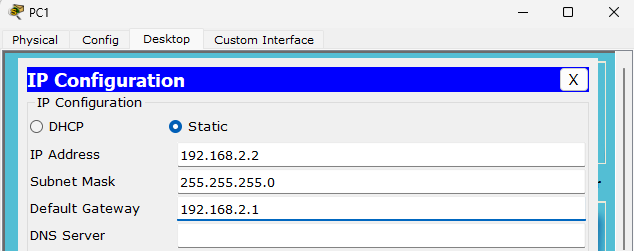 PC1
Physical Config Desktop Custom Interface
IP Configuration X
IP Configuration
DHCP Static
IP Address 192.168.2.2
Subnet Mask 255.255.255.0
Default Gateway 192.168.2.1
DNS Server